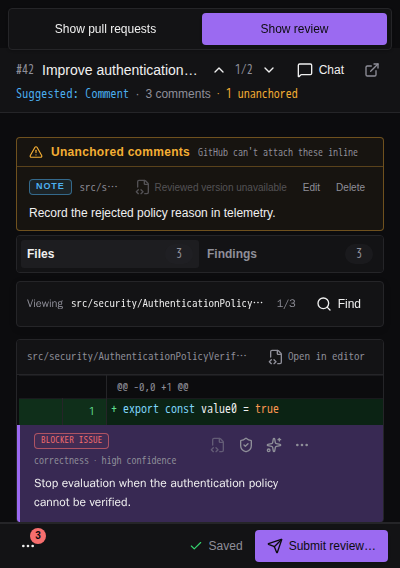 Show pull requests
Show review
#42 Improve authentication… 1/2 Chat
Suggested: Comment · 3 comments · 1 unanchored
Unanchored comments GitHub can't attach these inline
NOTE src/s… Reviewed version unavailable Edit Delete
Record the rejected policy reason in telemetry.
Files 3 Findings 3
Viewing src/security/AuthenticationPolicy… 1/3 Find
src/security/AuthenticationPolicyVerif… Open in editor
@@ -0,0 +1 @@
1 + export const value0 = true
BLOCKER ISSUE
correctness · high confidence
Stop evaluation when the authentication policy
cannot be verified.
3
Saved
Submit review…